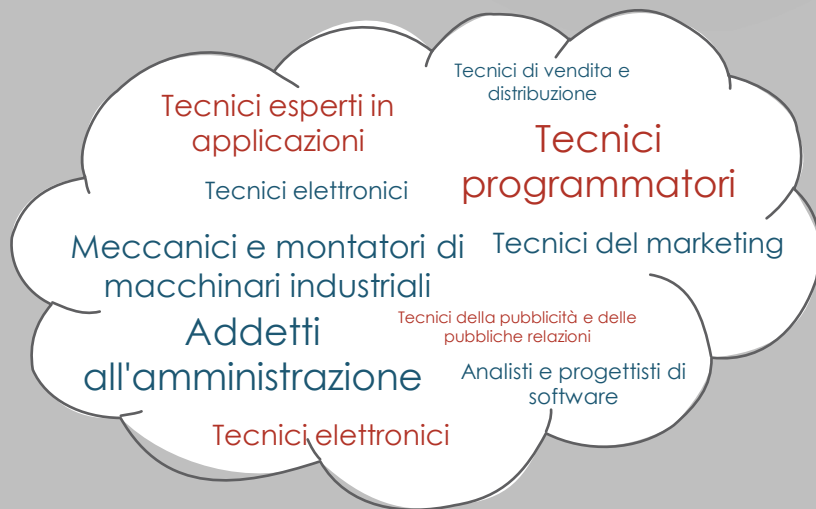 Tecnici di vendita e
distribuzione
Tecnici esperti in
applicazioni
Tecnici
programmatori
Tecnici elettronici
Meccanici e montatori di
macchinari industriali
Tecnici del marketing
Tecnici della pubblicità e delle
pubbliche relazioni
Addetti
all'amministrazione
Analisti e progettisti di
software
Tecnici elettronici